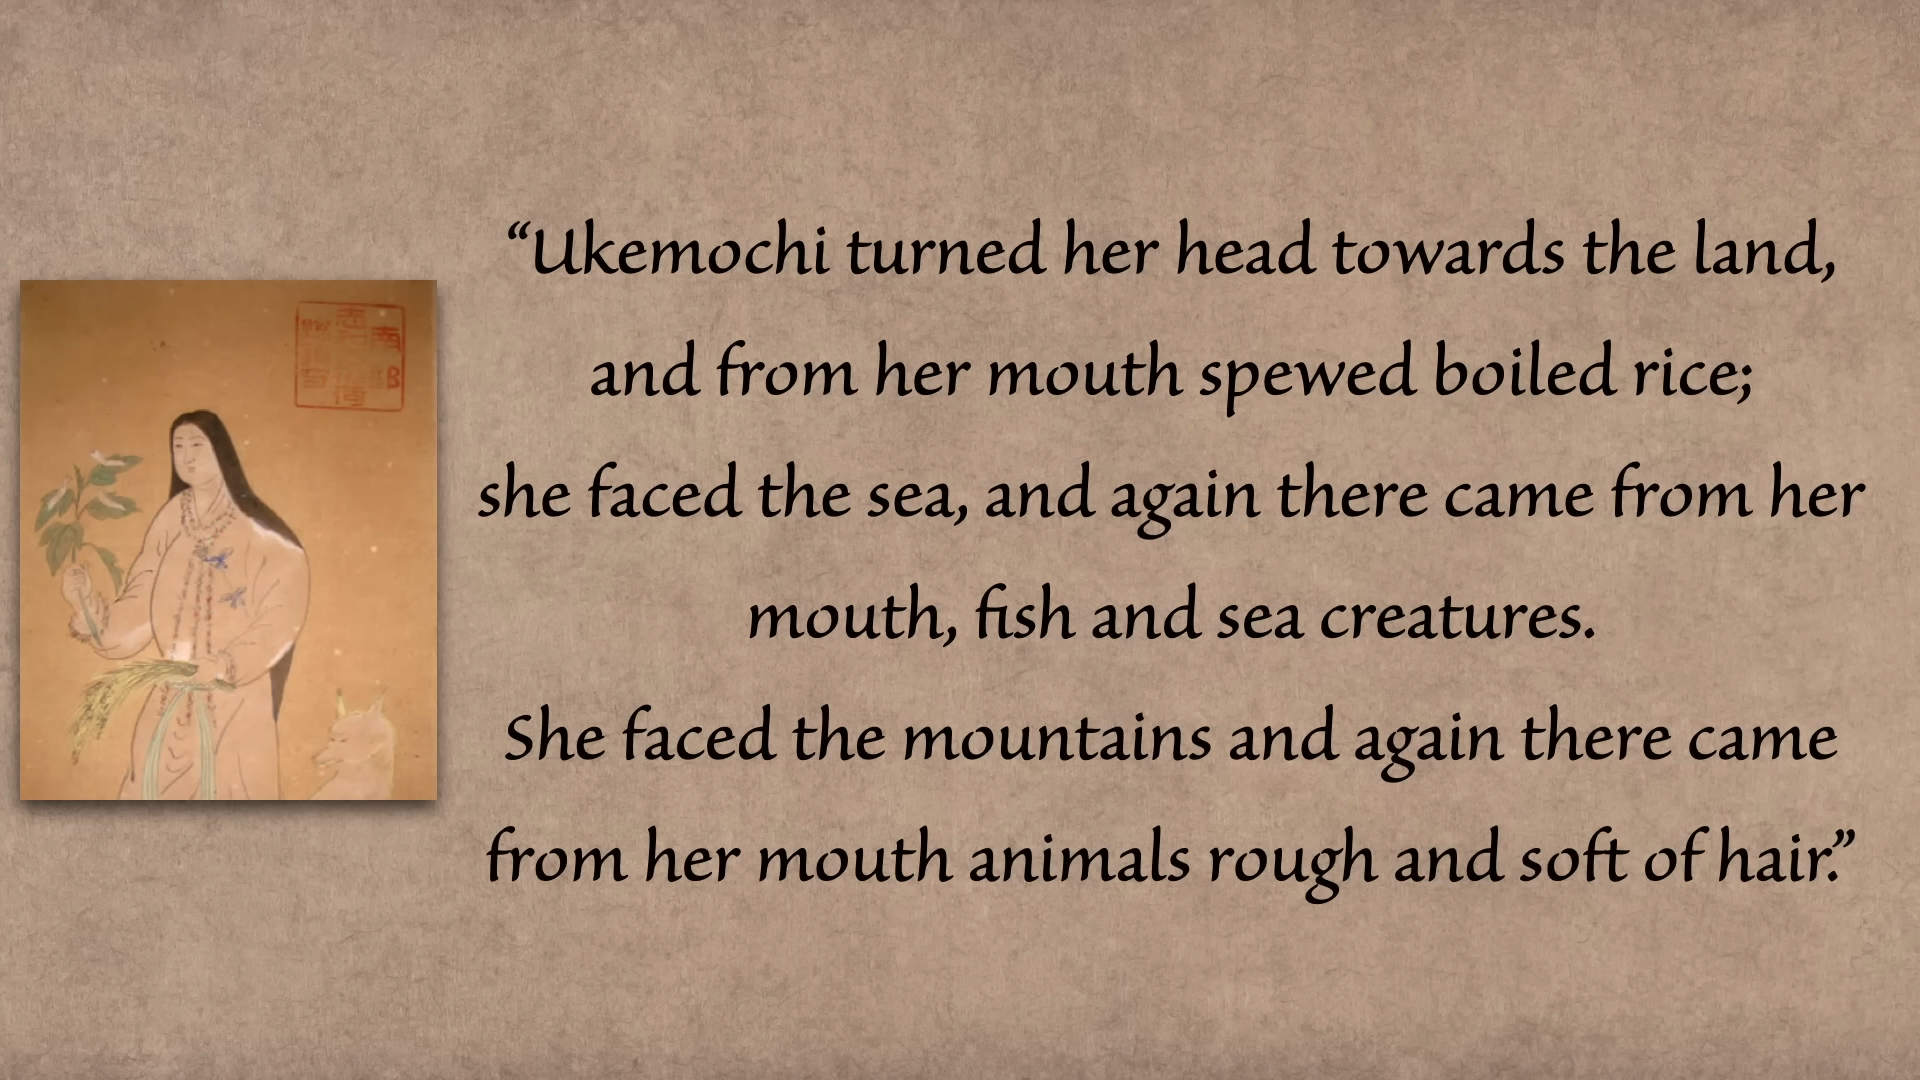 “Ukemochi turned her head towards the land,
and from her mouth spewed boiled rice;
she faced the sea, and again there came from her
mouth, fish and sea creatures.
She faced the mountains and again there came
from her mouth animals rough and soft of hair.”